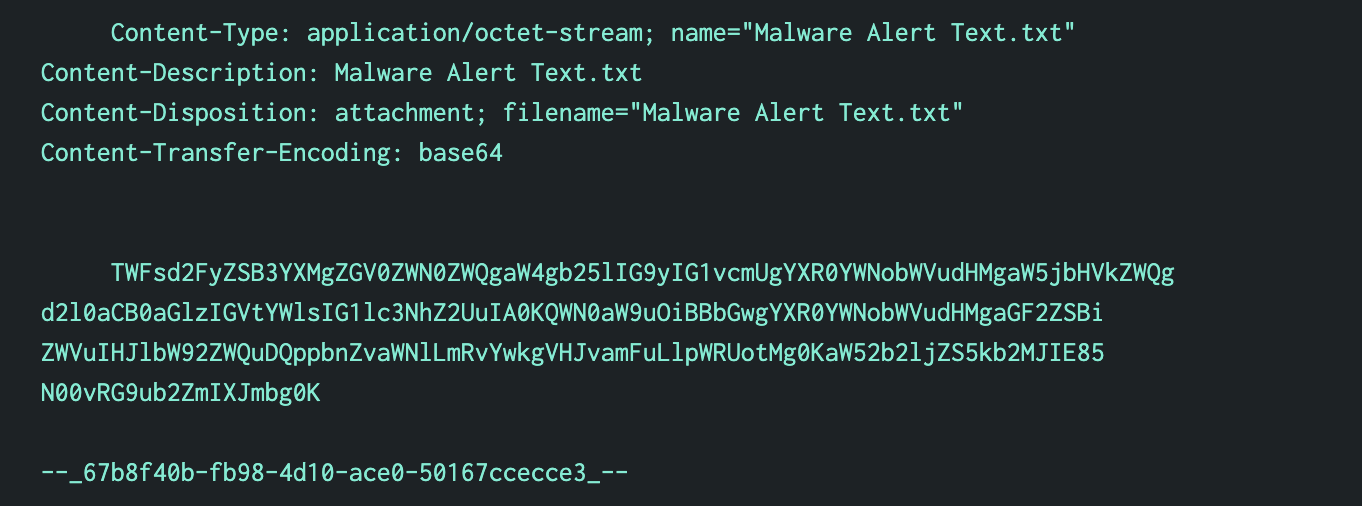 Content-Type: application/octet-stream; name="Malware Alert Text.txt"
Content-Description: Malware Alert Text.txt
Content-Disposition: attachment; filename="Malware Alert Text.txt"
Content-Transfer-Encoding: base64
TWFsd2FyZSB3YXMgZGV0ZWN0ZWQgaW4gb25lIG9yIG1vcmUgYXR0YWNobWVudHMgaW5jbHVkZWQg
d2l0aCB0aGlzIGVtYWlsIG1lc3NhZ2UuIA0KQWN0aW9uOiBBbGwgYXR0YWNobWVudHMgaGF2ZSBi
ZWVuIHJlbW92ZWQuDQppbnZvaWNlLmRvYwkgVHJvamFuLlpWRUotMg0KaW52b2ljZS5kb2MJIE85
N00vRG9ub2ZmIXJmbg0K
--_67b8f40b-fb98-4d10-ace0-50167ccecce3_--